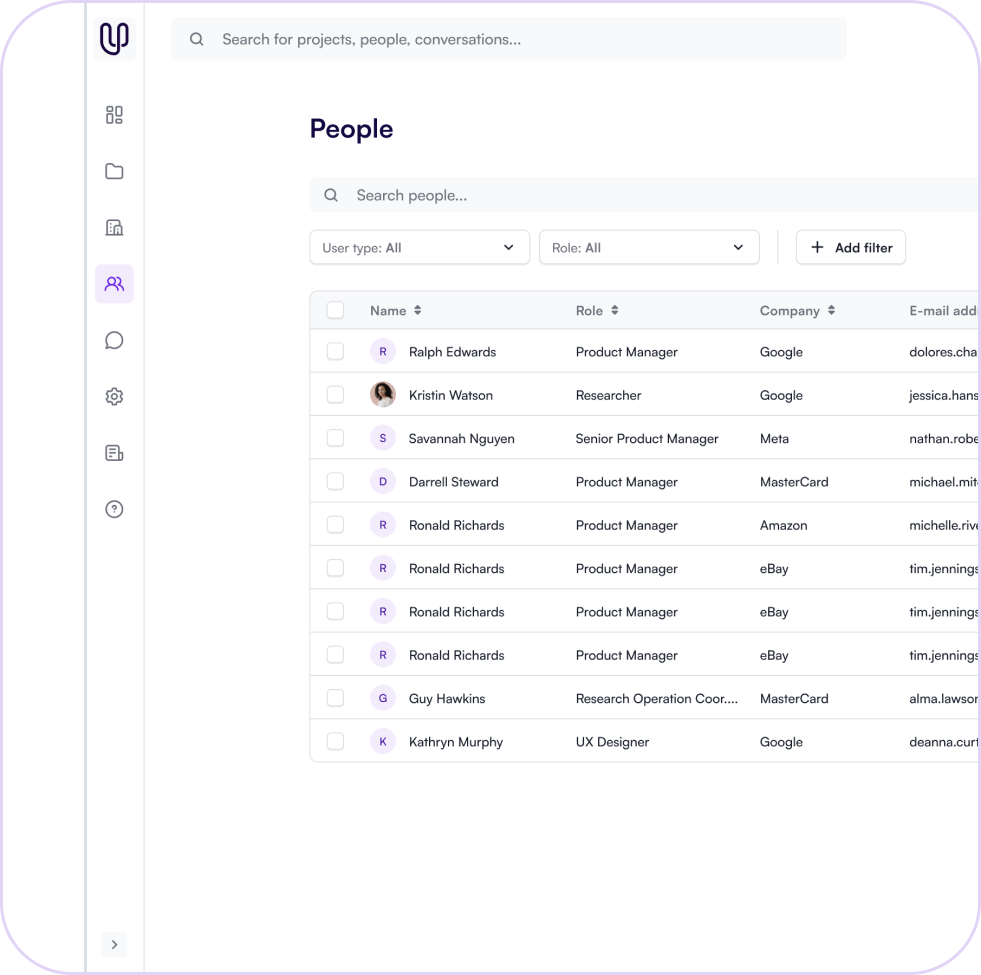 Search for projects, people, conversations...
People
Search people...
User type: All Role: All Add filter
Name Role Company E-mail add
R Ralph Edwards Product Manager Google dolores.cha
Kristin Watson Researcher Google jessica.hans
S Savannah Nguyen Senior Product Manager Meta nathan.robe
D Darrell Steward Product Manager MasterCard michael.mit
R Ronald Richards Product Manager Amazon michelle.rive
R Ronald Richards Product Manager eBay tim.jennings
R Ronald Richards Product Manager eBay tim.jennings
R Ronald Richards Product Manager eBay tim.jennings
G Guy Hawkins Research Operation Coor.... MasterCard alma.lawson
K Kathryn Murphy UX Designer Google deanna.curt